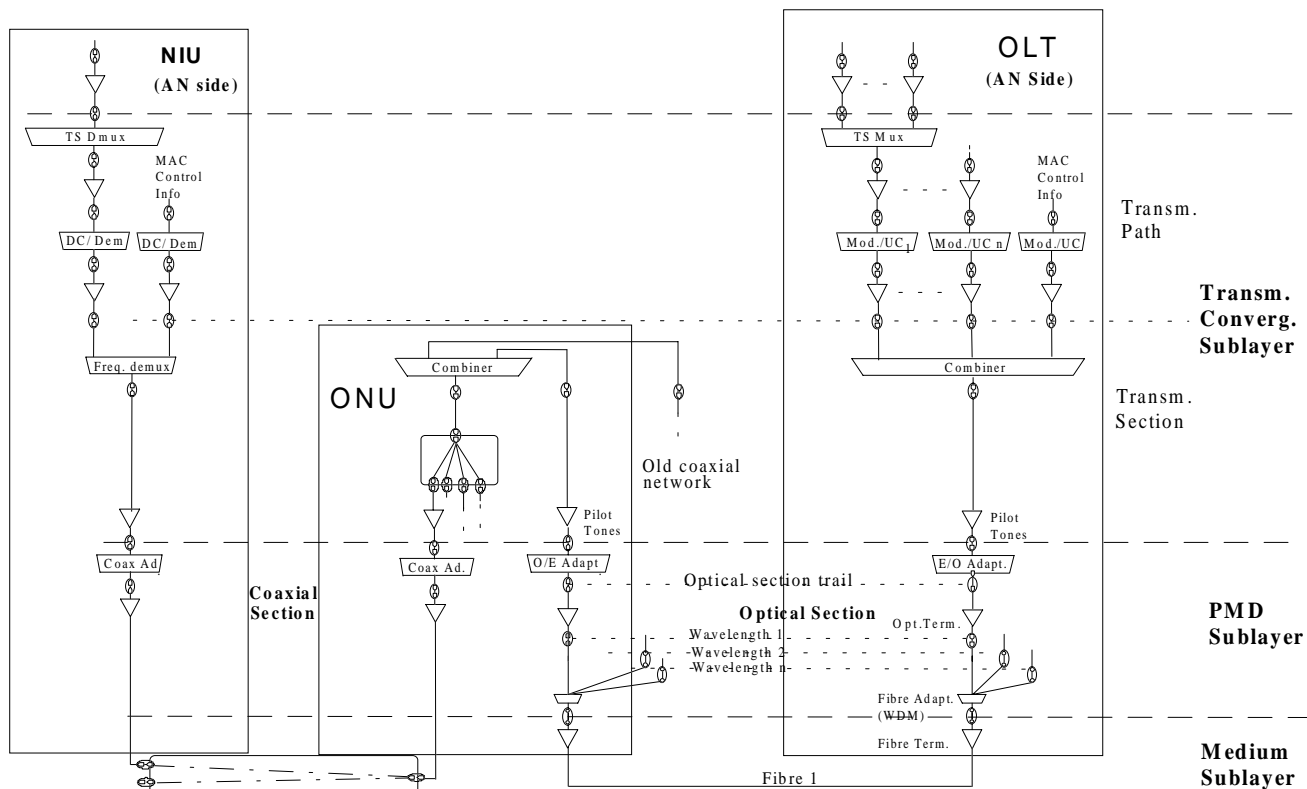 NIU
(AN side)
OLT
(AN Side)
TS Dmux
TS Mux
MAC
Control
Info
MAC
Control
Info
Transm.
Path
DC/Dem
DC/Dem
Mod./UC1
Mod./UC n
Mod./UC
Transm.
Converg.
Sublayer
Freq. demux
Combiner
Combiner
ONU
Transm.
Section
Old coaxial
network
Pilot
Tones
Pilot
Tones
Coax Ad
Coax Ad.
O/E Adapt
E/O Adapt.
Optical section trail
Coaxial
Section
Optical Section
Opt.Term.
PMD
Sublayer
Wavelength 1
Wavelength 2
Wavelength n
Fibre Adapt.
(WDM)
Fibre Term.
Medium
Sublayer
Fibre 1